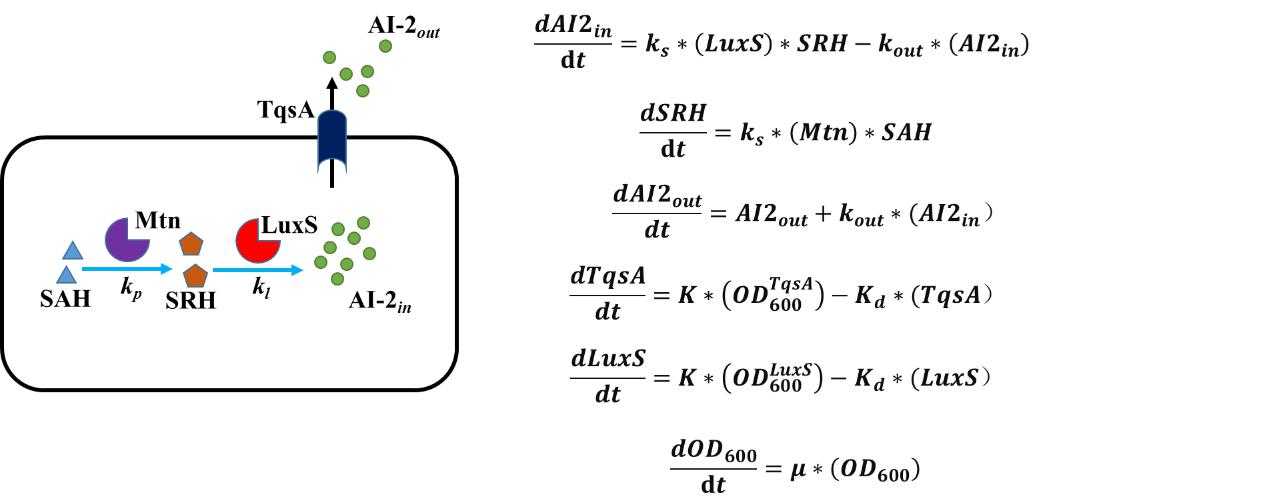 AI-2out
TqsA
Mtn
LuxS
kp
kl
SAH
SRH
AI-2in
dAI2in/dt = ks * (LuxS) * SRH − kout * (AI2in)
dSRH/dt = ks * (Mtn) * SAH
dAI2out/dt = AI2out + kout * (AI2in）
dTqsA/dt = K * (OD600^TqsA) − Kd * (TqsA）
dLuxS/dt = K * (OD600^LuxS) − Kd * (LuxS）
dOD600/dt = μ * (OD600)